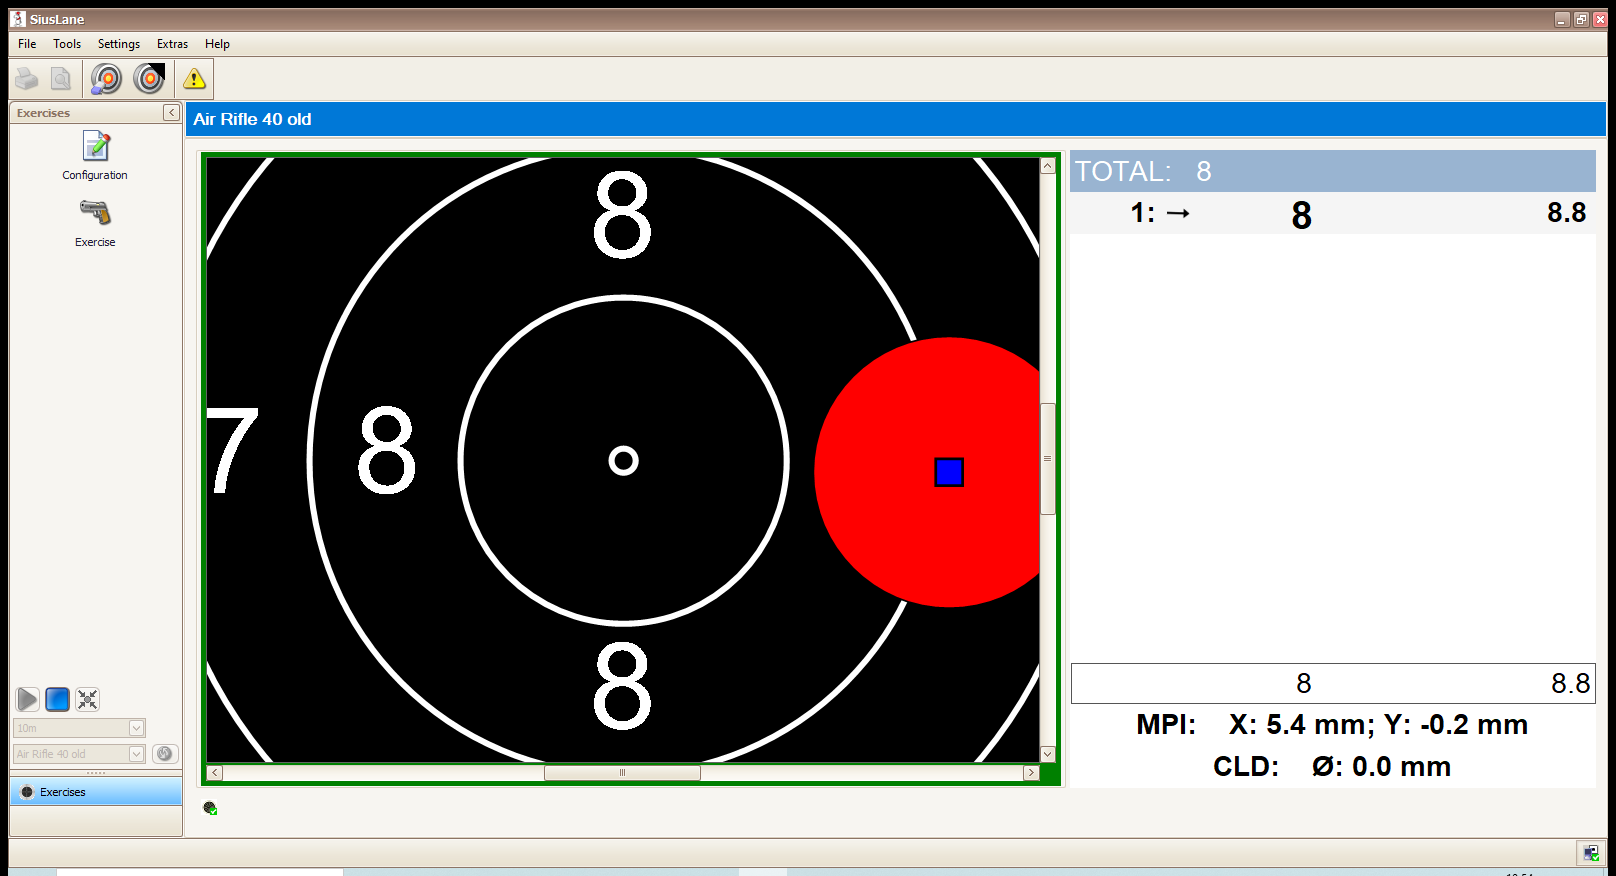 SiusLane
File Tools Settings Extras Help
Exercises
Air Rifle 40 old
Configuration
Exercise
8
7 8
8
TOTAL: 8
1: → 8 8.8
8 8.8
MPI: X: 5.4 mm; Y: -0.2 mm
CLD: Ø: 0.0 mm
10m
Air Rifle 40 old
Exercises